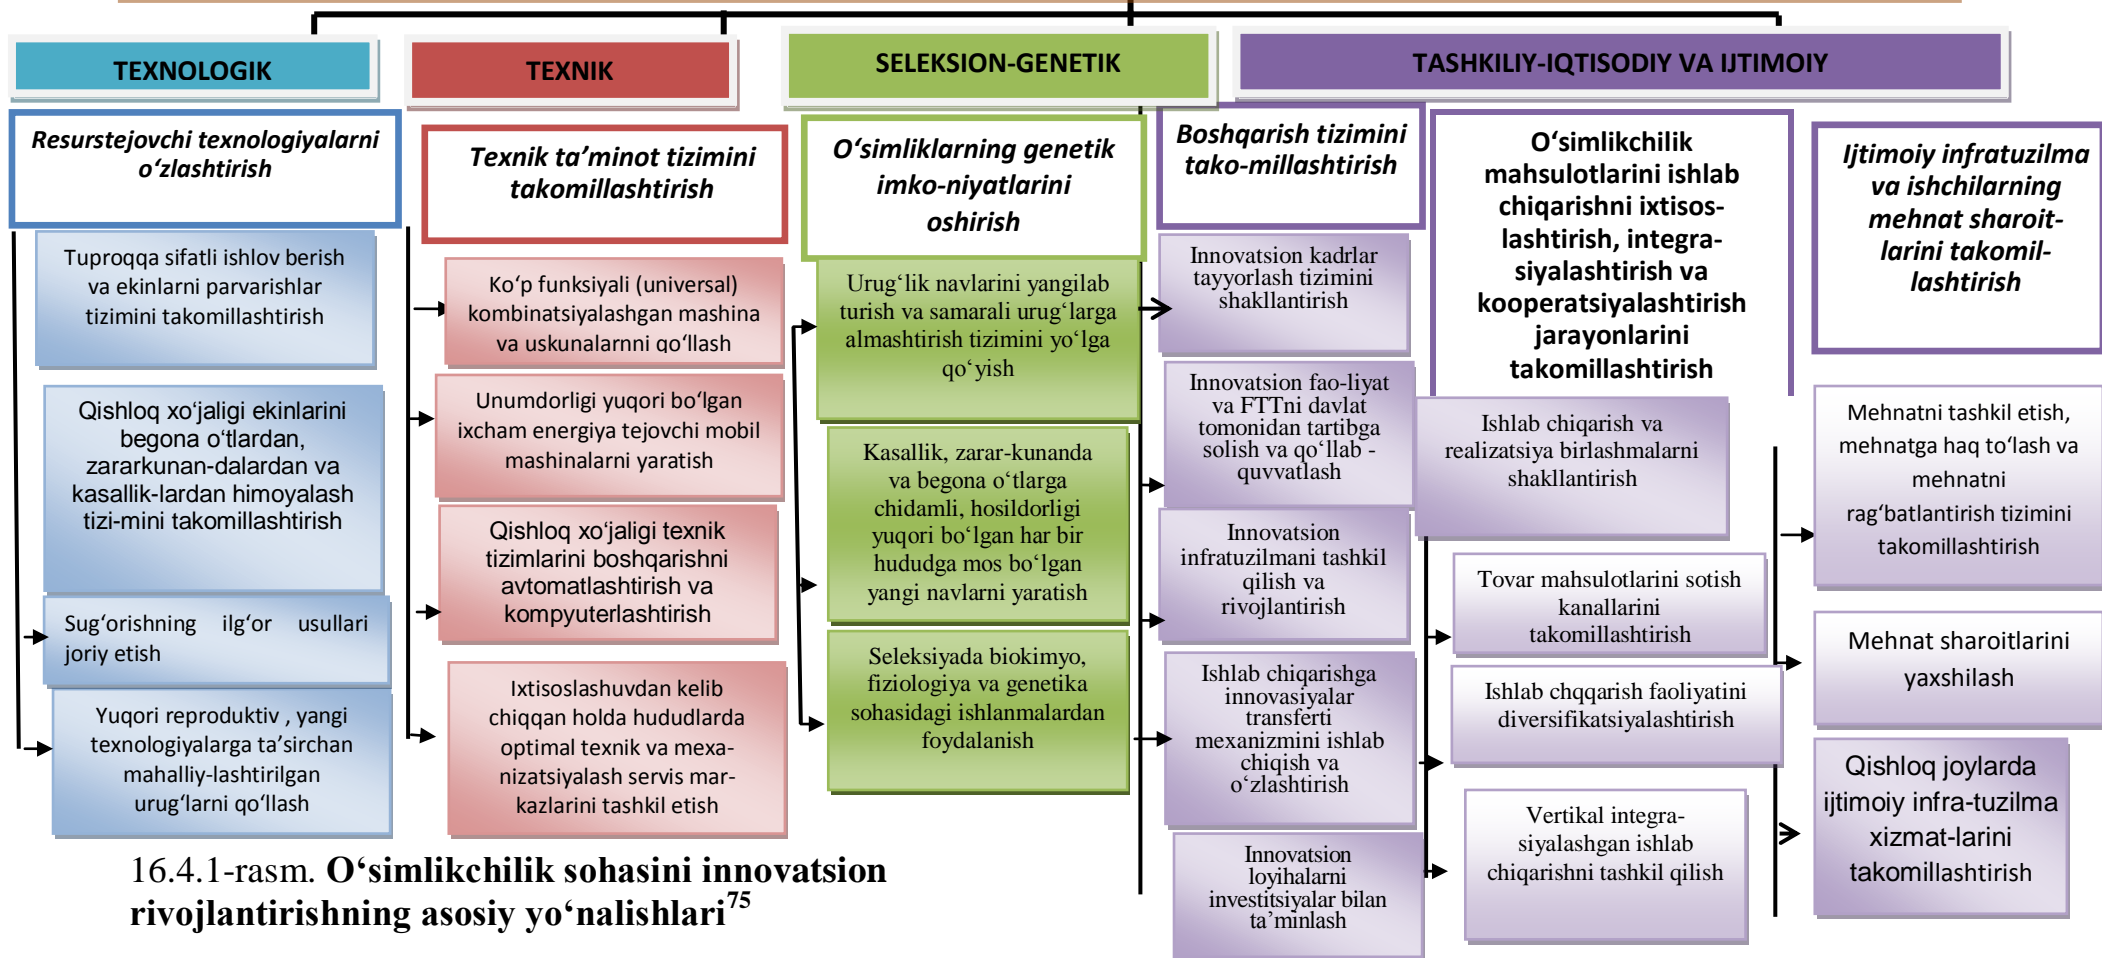 TEXNOLOGIK
TEXNIK
SELEKSION-GENETIK
TASHKILIY-IQTISODIY VA IJTIMOIY
Resurstejovchi texnologiyalarni
o‘zlashtirish
Tuproqqa sifatli ishlov berish
va ekinlarni parvarishlar
tizimini takomillashtirish
Qishloq xo‘jaligi ekinlarini
begona o‘tlardan,
zararkunan-dalardan va
kasallik-lardan himoyalash
tizi-mini takomillashtirish
Sug‘orishning ilg‘or usullari
joriy etish
Yuqori reproduktiv , yangi
texnologiyalarga ta’sirchan
mahalliy-lashtirilgan
urug‘larni qo‘llash
Texnik ta’minot tizimini
takomillashtirish
Ko‘p funksiyali (universal)
kombinatsiyalashgan mashina
va uskunalarnni qo‘llash
Unumdorligi yuqori bo‘lgan
ixcham energiya tejovchi mobil
mashinalarni yaratish
Qishloq xo‘jaligi texnik
tizimlarini boshqarishni
avtomatlashtirish va
kompyuterlashtirish
Ixtisoslashuvdan kelib
chiqqan holda hududlarda
optimal texnik va mexa-
nizatsiyalash servis mar-
kazlarini tashkil etish
O‘simliklarning genetik
imko-niyatlarini
oshirish
Urug‘lik navlarini yangilab
turish va samarali urug‘larga
almashtirish tizimini yo‘lga
qo‘yish
Kasallik, zarar-kunanda
va begona o‘tlarga
chidamli, hosildorligi
yuqori bo‘lgan har bir
hududga mos bo‘lgan
yangi navlarni yaratish
Seleksiyada biokimyo,
fiziologiya va genetika
sohasidagi ishlanmalardan
foydalanish
Boshqarish tizimini
tako-millashtirish
Innovatsion kadrlar
tayyorlash tizimini
shakllantirish
Innovatsion fao-liyat
va FTTni davlat
tomonidan tartibga
solish va qo‘llab -
quvvatlash
Innovatsion
infratuzilmani tashkil
qilish va
rivojlantirish
Ishlab chiqarishga
innovasiyalar
transferti
mexanizmini ishlab
chiqish va
o‘zlashtirish
Innovatsion
loyihalarni
investitsiyalar bilan
ta’minlash
O‘simlikchilik
mahsulotlarini ishlab
chiqarishni ixtisos-
lashtirish, integra-
siyalashtirish va
kooperatsiyalashtirish
jarayonlarini
takomillashtirish
Ishlab chiqarish va
realizatsiya birlashmalarni
shakllantirish
Tovar mahsulotlarini sotish
kanallarini
takomillashtirish
Ishlab chqqarish faoliyatini
diversifikatsiyalashtirish
Vertikal integra-
siyalashgan ishlab
chiqarishni tashkil qilish
Ijtimoiy infratuzilma
va ishchilarning
mehnat sharoit-
larini takomil-
lashtirish
Mehnatni tashkil etish,
mehnatga haq to‘lash va
mehnatni
rag‘batlantirish tizimini
takomillashtirish
Mehnat sharoitlarini
yaxshilash
Qishloq joylarda
ijtimoiy infra-tuzilma
xizmat-larini
takomillashtirish
16.4.1-rasm. O‘simlikchilik sohasini innovatsion
rivojlantirishning asosiy yo‘nalishlari75